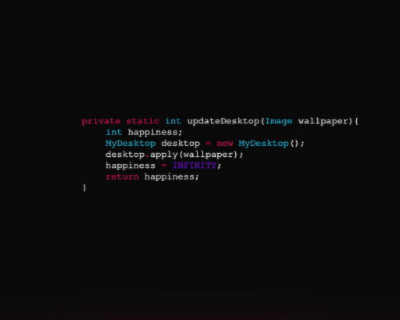 private static int updateDesktop(Image wallpaper){
int happiness;
MyDesktop desktop = new MyDesktop();
desktop.apply(wallpaper);
happiness = INFINITY;
return happiness;
}